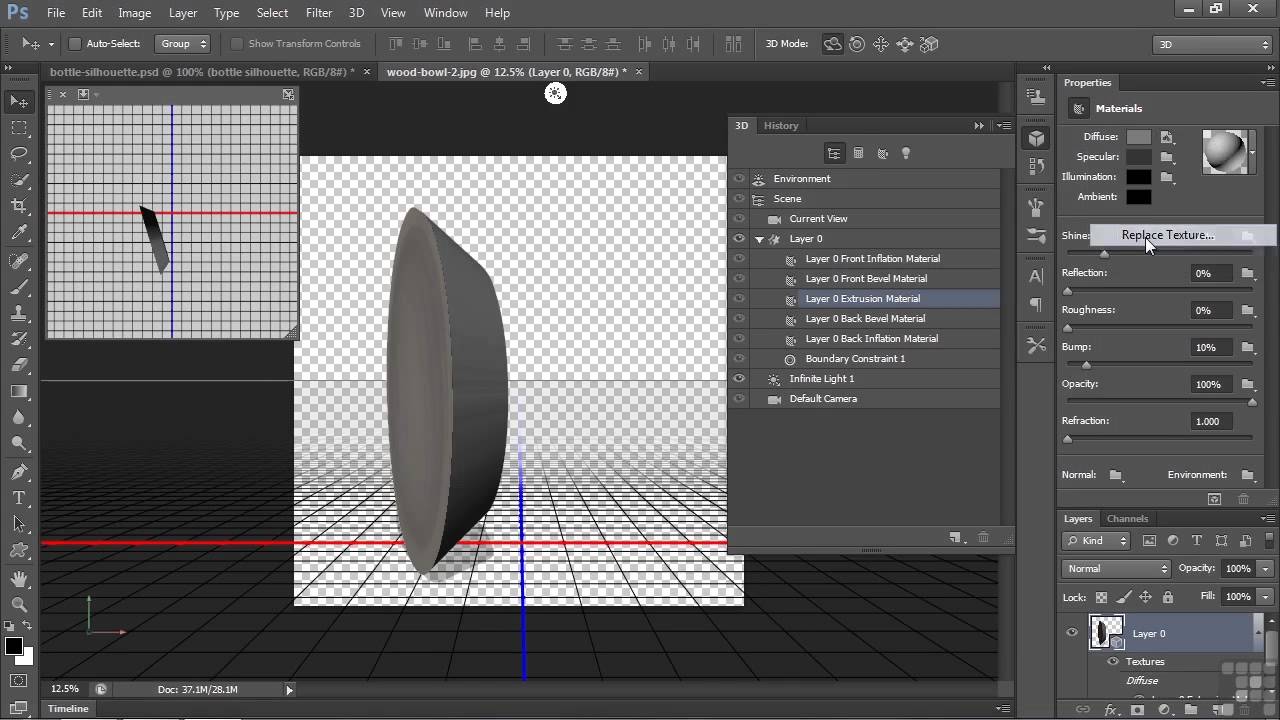 Ps File Edit Image Layer Type Select Filter 3D View Window Help
Auto-Select: Group Show Transform Controls 3D Mode: 3D
bottle-silhouette.psd @ 100% (bottle silhouette, RGB/8#) * × wood-bowl-2.jpg @ 12.5% (Layer 0, RGB/8#) * ×
3D History
Environment
Scene
Current View
Layer 0
Layer 0 Front Inflation Material
Layer 0 Front Bevel Material
Layer 0 Extrusion Material
Layer 0 Back Bevel Material
Layer 0 Back Inflation Material
Boundary Constraint 1
Infinite Light 1
Default Camera
Properties
Materials
Diffuse:
Specular:
Illumination:
Ambient:
Shine:
Replace Texture...
Reflection: 0%
Roughness: 0%
Bump: 10%
Opacity: 100%
Refraction: 1.000
Normal: Environment:
Layers Channels
Kind
Normal Opacity: 100%
Lock: Fill: 100%
Layer 0
Textures
Diffuse
12.5% Doc: 37.1M/28.1M
Timeline